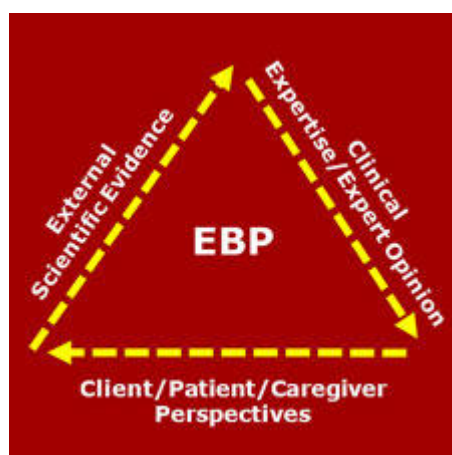 External
Scientific Evidence
Clinical
Expertise/Expert Opinion
EBP
Client/Patient/Caregiver
Perspectives